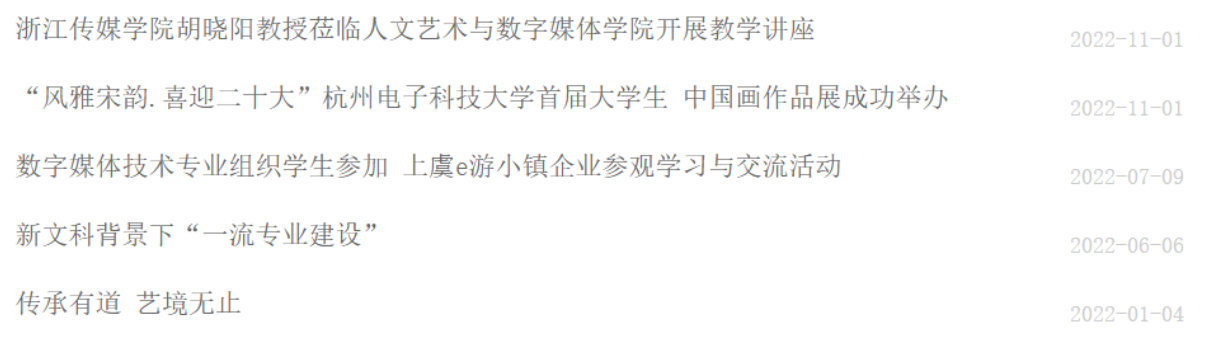 浙江传媒学院胡晓阳教授莅临人文艺术与数字媒体学院开展教学讲座 2022-11-01
“风雅宋韵.喜迎二十大”杭州电子科技大学首届大学生 中国画作品展成功举办 2022-11-01
数字媒体技术专业组织学生参加 上虞e游小镇企业参观学习与交流活动 2022-07-09
新文科背景下“一流专业建设” 2022-06-06
传承有道 艺境无止 2022-01-04